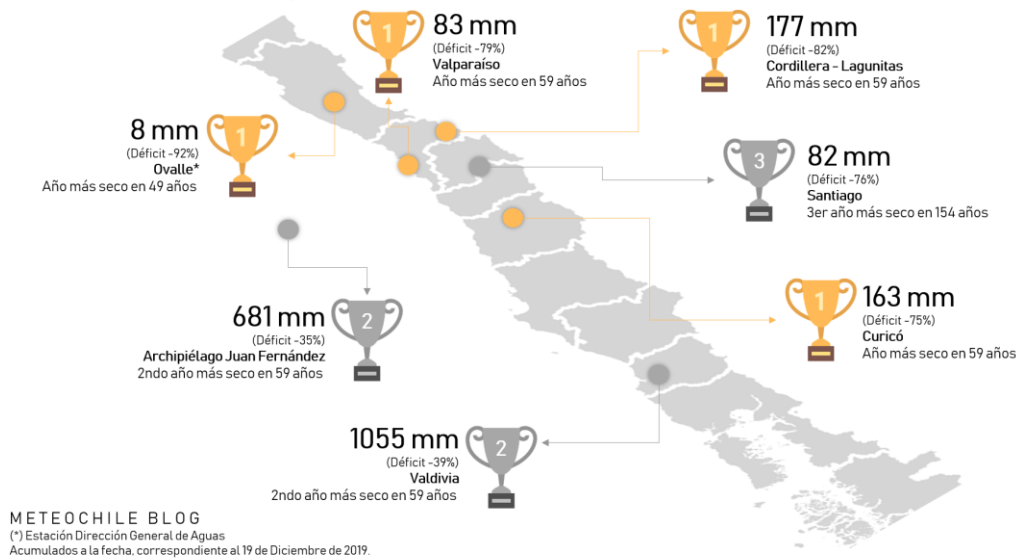 1
83 mm
(Déficit -79%)
Valparaíso
Año más seco en 59 años
1
177 mm
(Déficit -82%)
Cordillera – Lagunitas
Año más seco en 59 años
8 mm
(Déficit -92%)
Ovalle*
Año más seco en 49 años
1
3
82 mm
(Déficit -76%)
Santiago
3er año más seco en 154 años
681 mm
(Déficit -35%)
Archipiélago Juan Fernández
2ndo año más seco en 59 años
2
1
163 mm
(Déficit -75%)
Curicó
Año más seco en 59 años
1055 mm
(Déficit -39%)
Valdivia
2ndo año más seco en 59 años
2
METEOCHILE BLOG
(*) Estación Dirección General de Aguas
Acumulados a la fecha, correspondiente al 19 de Diciembre de 2019.